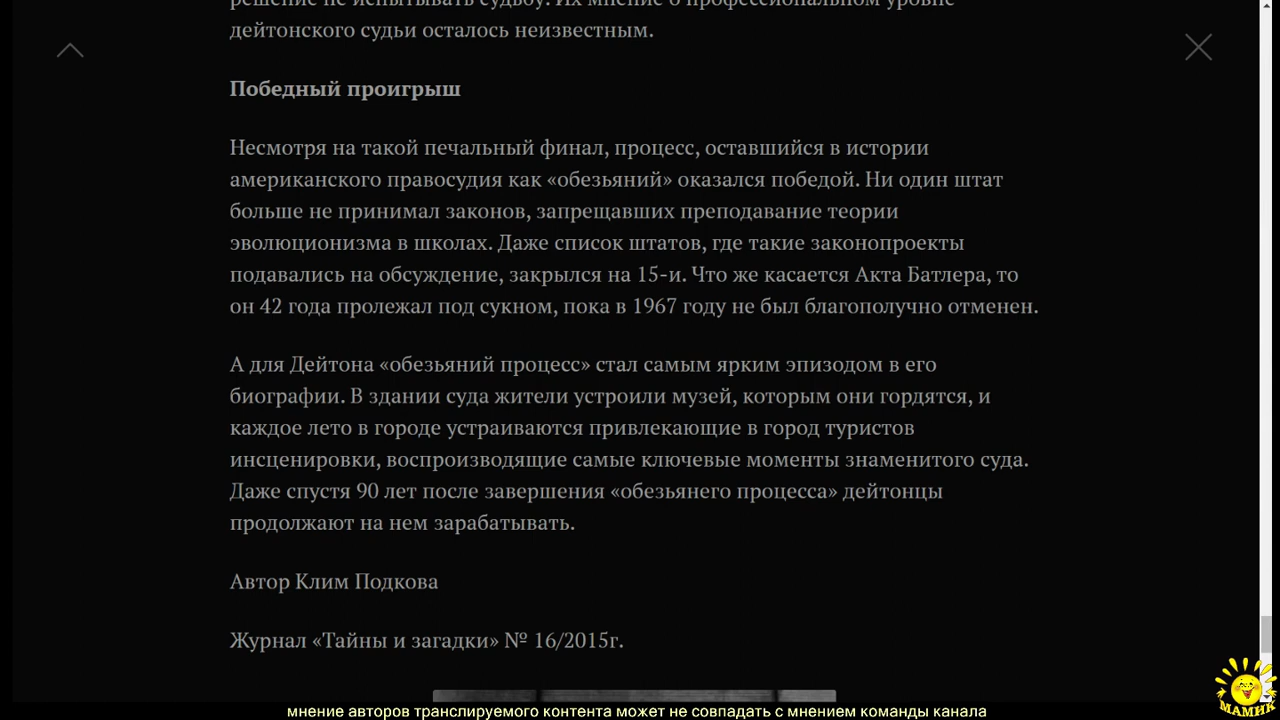 решение не испытывать судьбу. Их мнение о профессиональном уровне
дейтонского судьи осталось неизвестным.
Победный проигрыш
Несмотря на такой печальный финал, процесс, оставшийся в истории
американского правосудия как «обезьяний» оказался победой. Ни один штат
больше не принимал законов, запрещавших преподавание теории
эволюционизма в школах. Даже список штатов, где такие законопроекты
подавались на обсуждение, закрылся на 15-и. Что же касается Акта Батлера, то
он 42 года пролежал под сукном, пока в 1967 году не был благополучно отменен.
А для Дейтона «обезьяний процесс» стал самым ярким эпизодом в его
биографии. В здании суда жители устроили музей, которым они гордятся, и
каждое лето в городе устраиваются привлекающие в город туристов
инсценировки, воспроизводящие самые ключевые моменты знаменитого суда.
Даже спустя 90 лет после завершения «обезьянего процесса» дейтонцы
продолжают на нем зарабатывать.
Автор Клим Подкова
Журнал «Тайны и загадки» № 16/2015г.
МАМИК
мнение авторов транслируемого контента может не совпадать с мнением команды канала